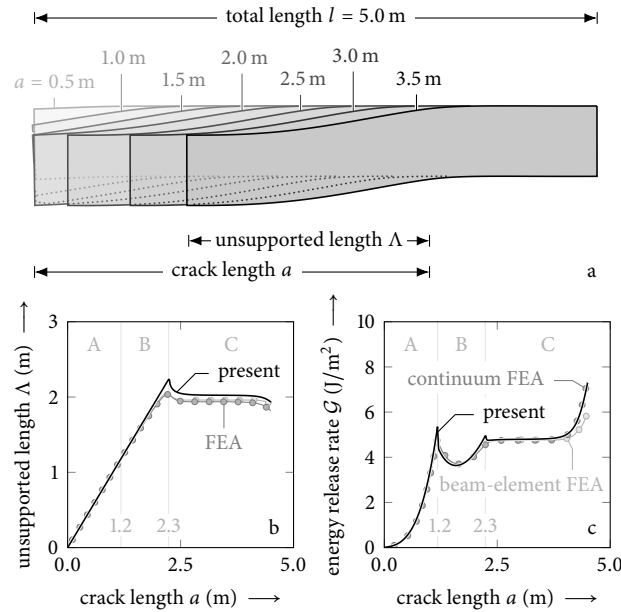 total length l = 5.0 m
1.0 m 2.0 m 3.0 m
a = 0.5 m 1.5 m 2.5 m 3.5 m
unsupported length Λ
crack length a
a
unsupported length Λ (m)
3
2
1
0
A B C
present
FEA
1.2 2.3
b
0.0 2.5 5.0
crack length a (m)
energy release rate 𝒢 (J/m²)
10
8
6
4
2
0
A B C
continuum FEA
present
beam-element FEA
1.2 2.3
c
0.0 2.5 5.0
crack length a (m)